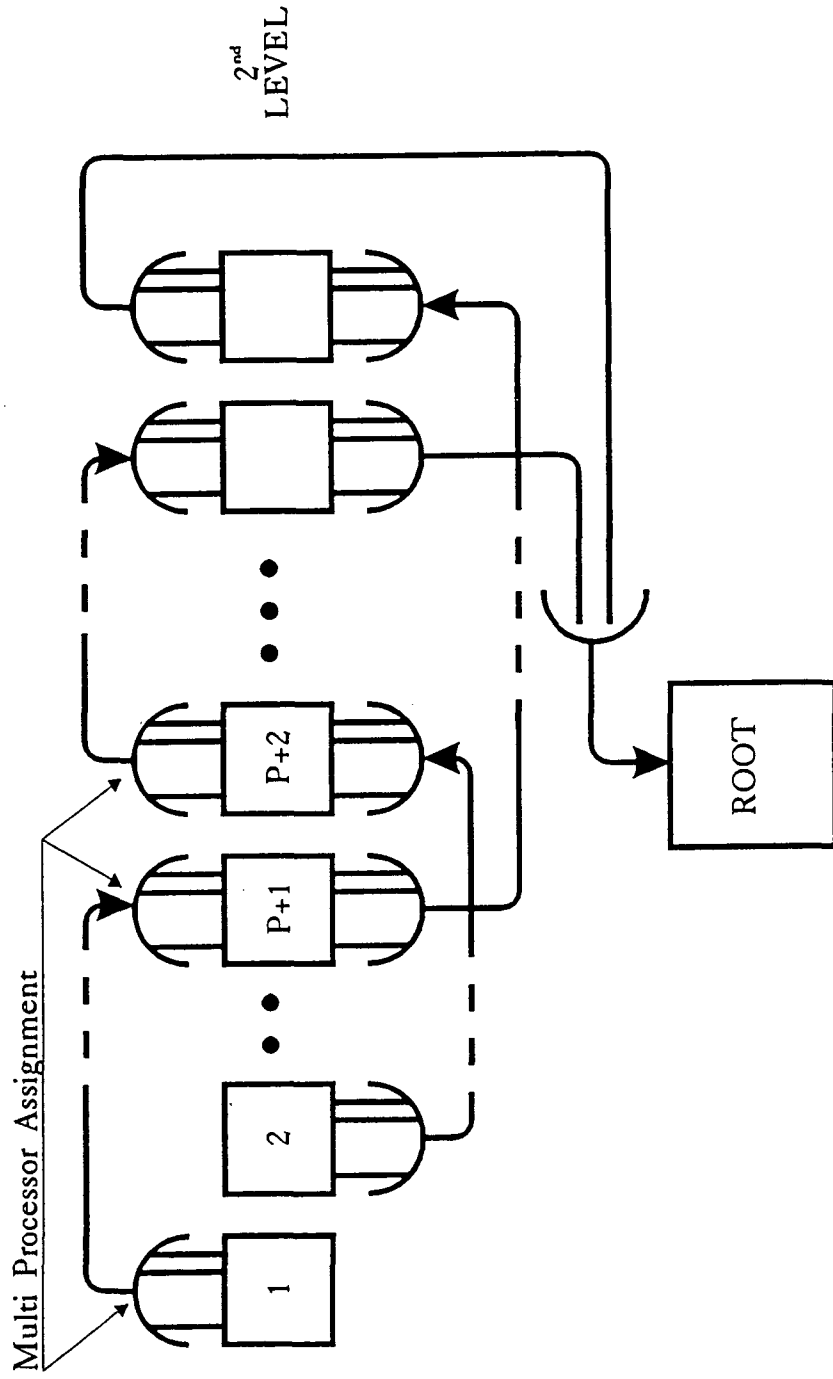 Multi Processor Assignment
1
2
P+1
P+2
2nd
LEVEL
ROOT